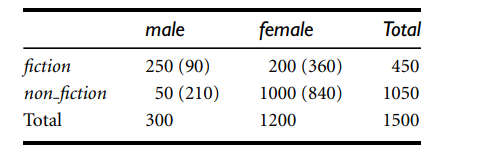 male female Total
fiction 250 (90) 200 (360) 450
non_fiction 50 (210) 1000 (840) 1050
Total 300 1200 1500